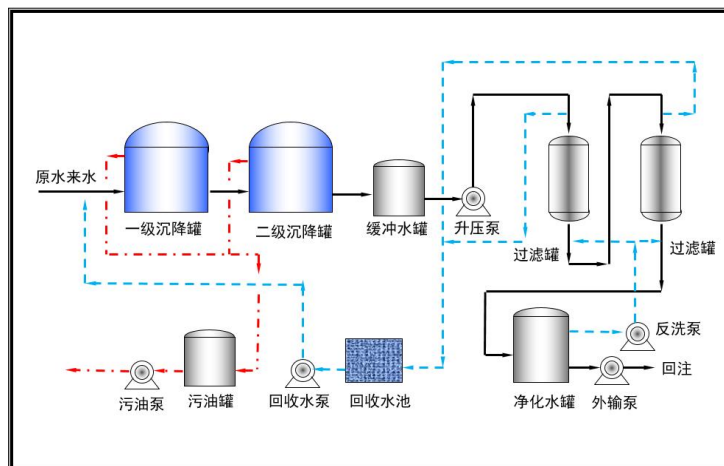 原水来水
一级沉降罐
二级沉降罐
缓冲水罐
升压泵
过滤罐
过滤罐
污油泵
污油罐
回收水泵
回收水池
净化水罐
外输泵
反洗泵
回注